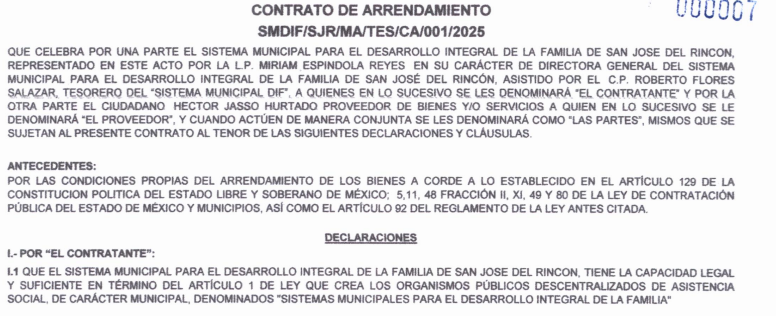 CONTRATO DE ARRENDAMIENTO
000007
SMDIF/SJR/MA/TES/CA/001/2025
QUE CELEBRA POR UNA PARTE EL SISTEMA MUNICIPAL PARA EL DESARROLLO INTEGRAL DE LA FAMILIA DE SAN JOSE DEL RINCON,
REPRESENTADO EN ESTE ACTO POR LA L.P. MIRIAM ESPINDOLA REYES EN SU CARÁCTER DE DIRECTORA GENERAL DEL SISTEMA
MUNICIPAL PARA EL DESARROLLO INTEGRAL DE LA FAMILIA DE SAN JOSÉ DEL RINCÓN, ASISTIDO POR EL C.P. ROBERTO FLORES
SALAZAR, TESORERO DEL "SISTEMA MUNICIPAL DIF". A QUIENES EN LO SUCESIVO SE LES DENOMINARÁ "EL CONTRATANTE" Y POR LA
OTRA PARTE EL CIUDADANO HECTOR JASSO HURTADO PROVEEDOR DE BIENES Y/O SERVICIOS A QUIEN EN LO SUCESIVO SE LE
DENOMINARÁ "EL PROVEEDOR", Y CUANDO ACTÚEN DE MANERA CONJUNTA SE LES DENOMINARÁ COMO "LAS PARTES", MISMOS QUE SE
SUJETAN AL PRESENTE CONTRATO AL TENOR DE LAS SIGUIENTES DECLARACIONES Y CLÁUSULAS.
ANTECEDENTES:
POR LAS CONDICIONES PROPIAS DEL ARRENDAMIENTO DE LOS BIENES A CORDE A LO ESTABLECIDO EN EL ARTÍCULO 129 DE LA
CONSTITUCION POLITICA DEL ESTADO LIBRE Y SOBERANO DE MÉXICO; 5,11, 48 FRACCIÓN II, XI, 49 Y 80 DE LA LEY DE CONTRATACIÓN
PÚBLICA DEL ESTADO DE MÉXICO Y MUNICIPIOS, ASÍ COMO EL ARTÍCULO 92 DEL REGLAMENTO DE LA LEY ANTES CITADA.
DECLARACIONES
I.- POR "EL CONTRATANTE":
I.1 QUE EL SISTEMA MUNICIPAL PARA EL DESARROLLO INTEGRAL DE LA FAMILIA DE SAN JOSE DEL RINCON, TIENE LA CAPACIDAD LEGAL
Y SUFICIENTE EN TÉRMINO DEL ARTÍCULO 1 DE LEY QUE CREA LOS ORGANISMOS PÚBLICOS DESCENTRALIZADOS DE ASISTENCIA
SOCIAL, DE CARÁCTER MUNICIPAL, DENOMINADOS "SISTEMAS MUNICIPALES PARA EL DESARROLLO INTEGRAL DE LA FAMILIA"